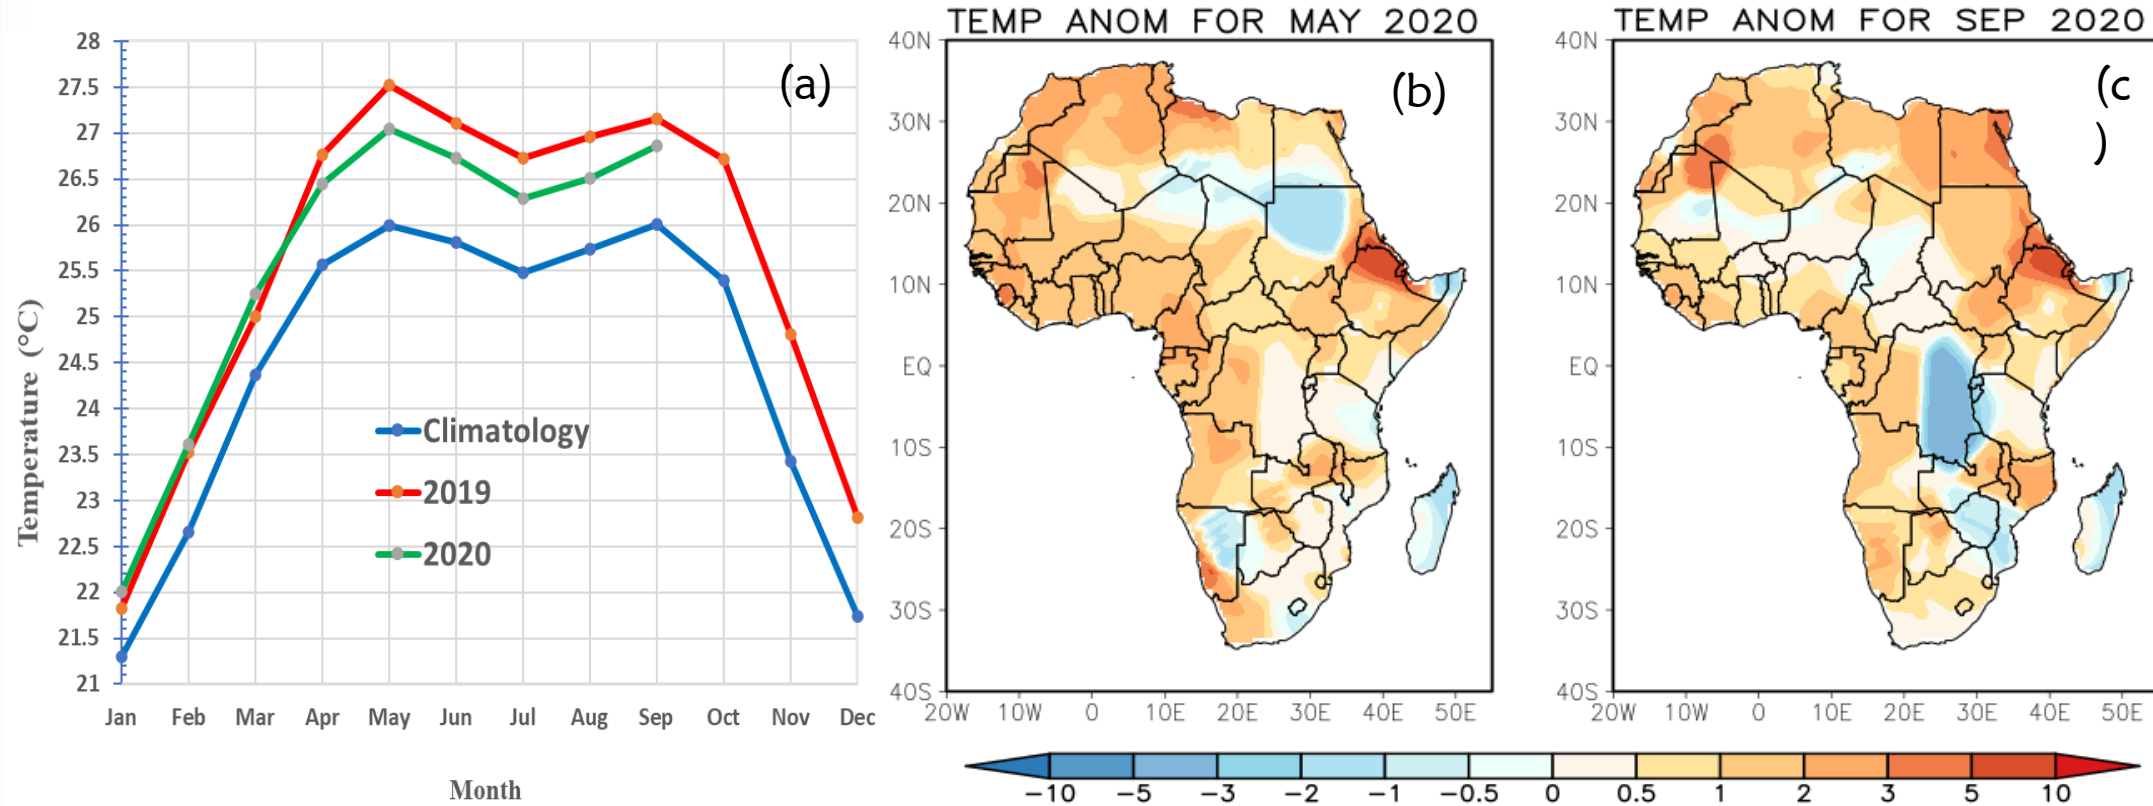 (a)
28
27.5
27
26.5
26
25.5
25
24.5
24
23.5
23
22.5
22
21.5
21
Temperature (°C)
Climatology
2019
2020
Jan Feb Mar Apr May Jun Jul Aug Sep Oct Nov Dec
Month
TEMP ANOM FOR MAY 2020
(b)
40N
30N
20N
10N
EQ
10S
20S
30S
40S
20W 10W 0 10E 20E 30E 40E 50E
TEMP ANOM FOR SEP 2020
(c
)
40N
30N
20N
10N
EQ
10S
20S
30S
40S
20W 10W 0 10E 20E 30E 40E 50E
−10 −5 −3 −2 −1 −0.5 0 0.5 1 2 3 5 10